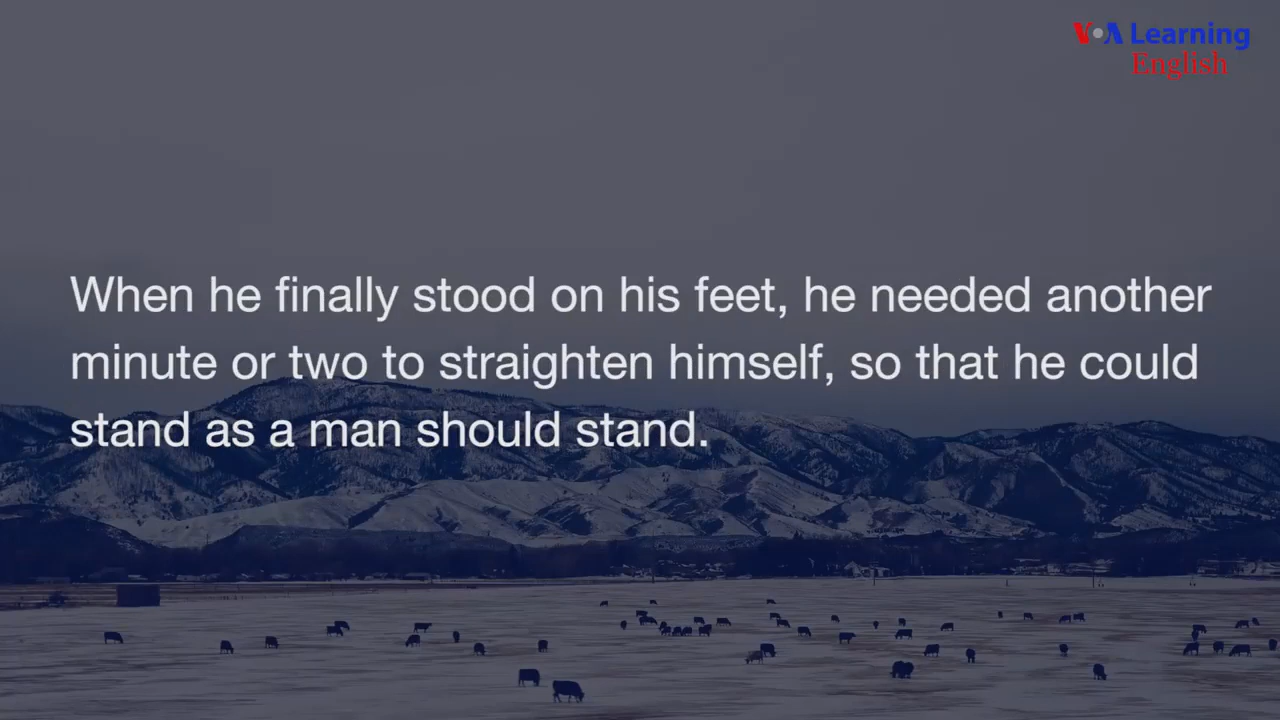 VOA Learning
English
When he finally stood on his feet, he needed another
minute or two to straighten himself, so that he could
stand as a man should stand.